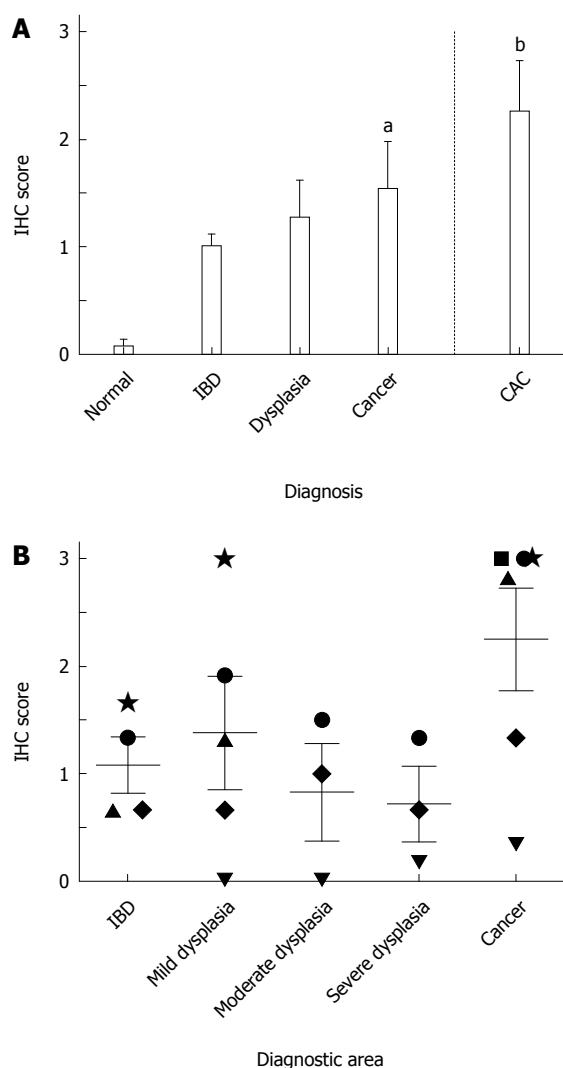 A
3
2
1
0
IHC score
a
b
Normal
IBD
Dysplasia
Cancer
CAC
Diagnosis
B
3
2
1
0
IHC score
IBD
Mild dysplasia
Moderate dysplasia
Severe dysplasia
Cancer
Diagnostic area